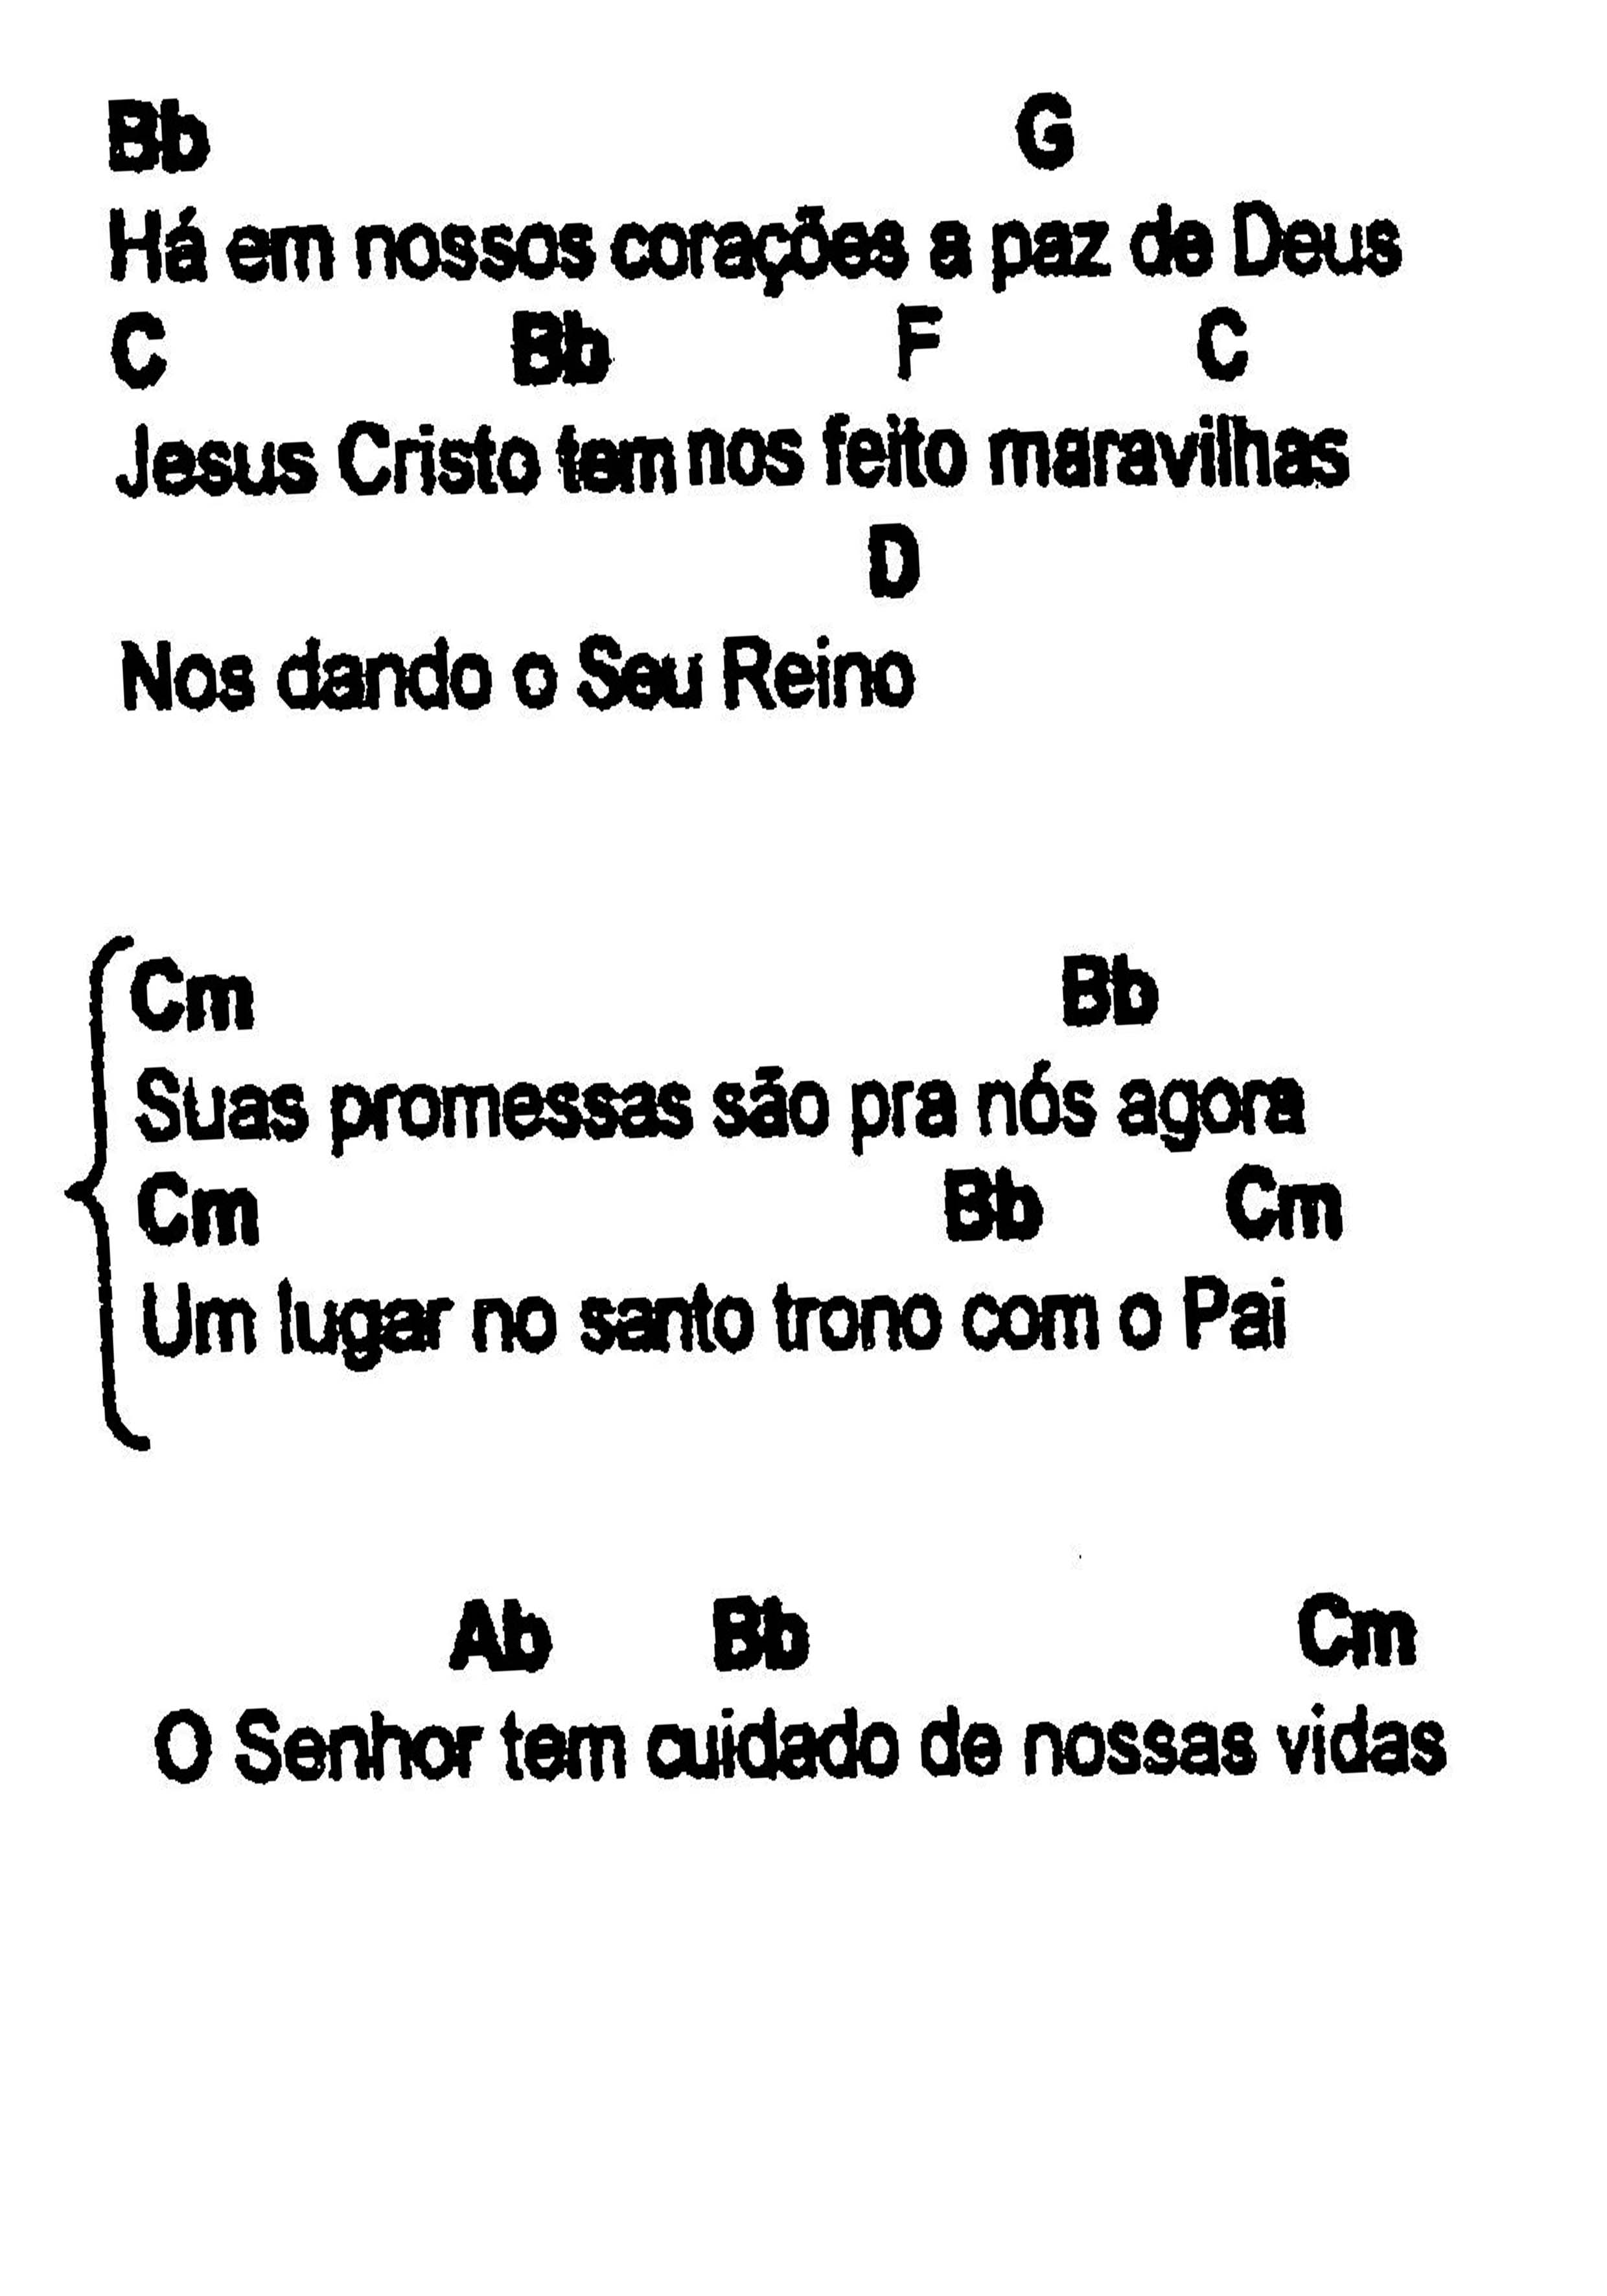 Bb G
Há em nossos corações a paz de Deus
C Bb F C
Jesus Cristo tem nos feito maravilhas
D
Nos dando o Seu Reino
Cm Bb
Suas promessas são pra nós agora
Cm Bb Cm
Um lugar no santo trono com o Pai
Ab Bb Cm
O Senhor tem cuidado de nossas vidas